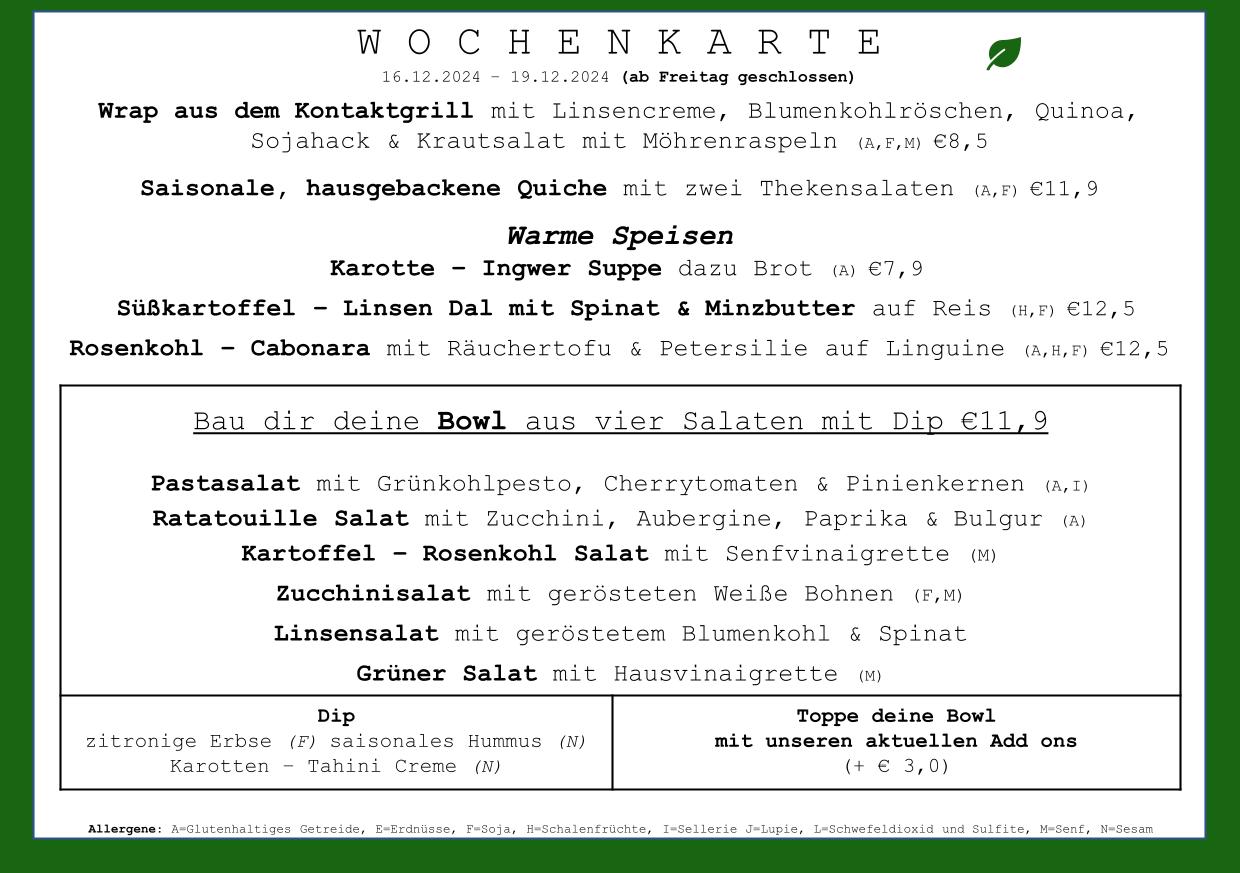 WOCHENKARTE
16.12.2024 – 19.12.2024 (ab Freitag geschlossen)
Wrap aus dem Kontaktgrill mit Linsencreme, Blumenkohlröschen, Quinoa,
Sojahack & Krautsalat mit Möhrenraspeln (A,F,M) €8,5
Saisonale, hausgebackene Quiche mit zwei Thekensalaten (A,F) €11,9
Warme Speisen
Karotte – Ingwer Suppe dazu Brot (A) €7,9
Süßkartoffel – Linsen Dal mit Spinat & Minzbutter auf Reis (H,F) €12,5
Rosenkohl – Cabonara mit Räuchertofu & Petersilie auf Linguine (A,H,F) €12,5
Bau dir deine Bowl aus vier Salaten mit Dip €11,9
Pastasalat mit Grünkohlpesto, Cherrytomaten & Pinienkernen (A,I)
Ratatouille Salat mit Zucchini, Aubergine, Paprika & Bulgur (A)
Kartoffel – Rosenkohl Salat mit Senfvinaigrette (M)
Zucchinisalat mit gerösteten Weiße Bohnen (F,M)
Linsensalat mit geröstetem Blumenkohl & Spinat
Grüner Salat mit Hausvinaigrette (M)
Dip
zitronige Erbse (F) saisonales Hummus (N)
Karotten – Tahini Creme (N)
Toppe deine Bowl
mit unseren aktuellen Add ons
(+ € 3,0)
Allergene: A=Glutenhaltiges Getreide, E=Erdnüsse, F=Soja, H=Schalenfrüchte, I=Sellerie J=Lupie, L=Schwefeldioxid und Sulfite, M=Senf, N=Sesam